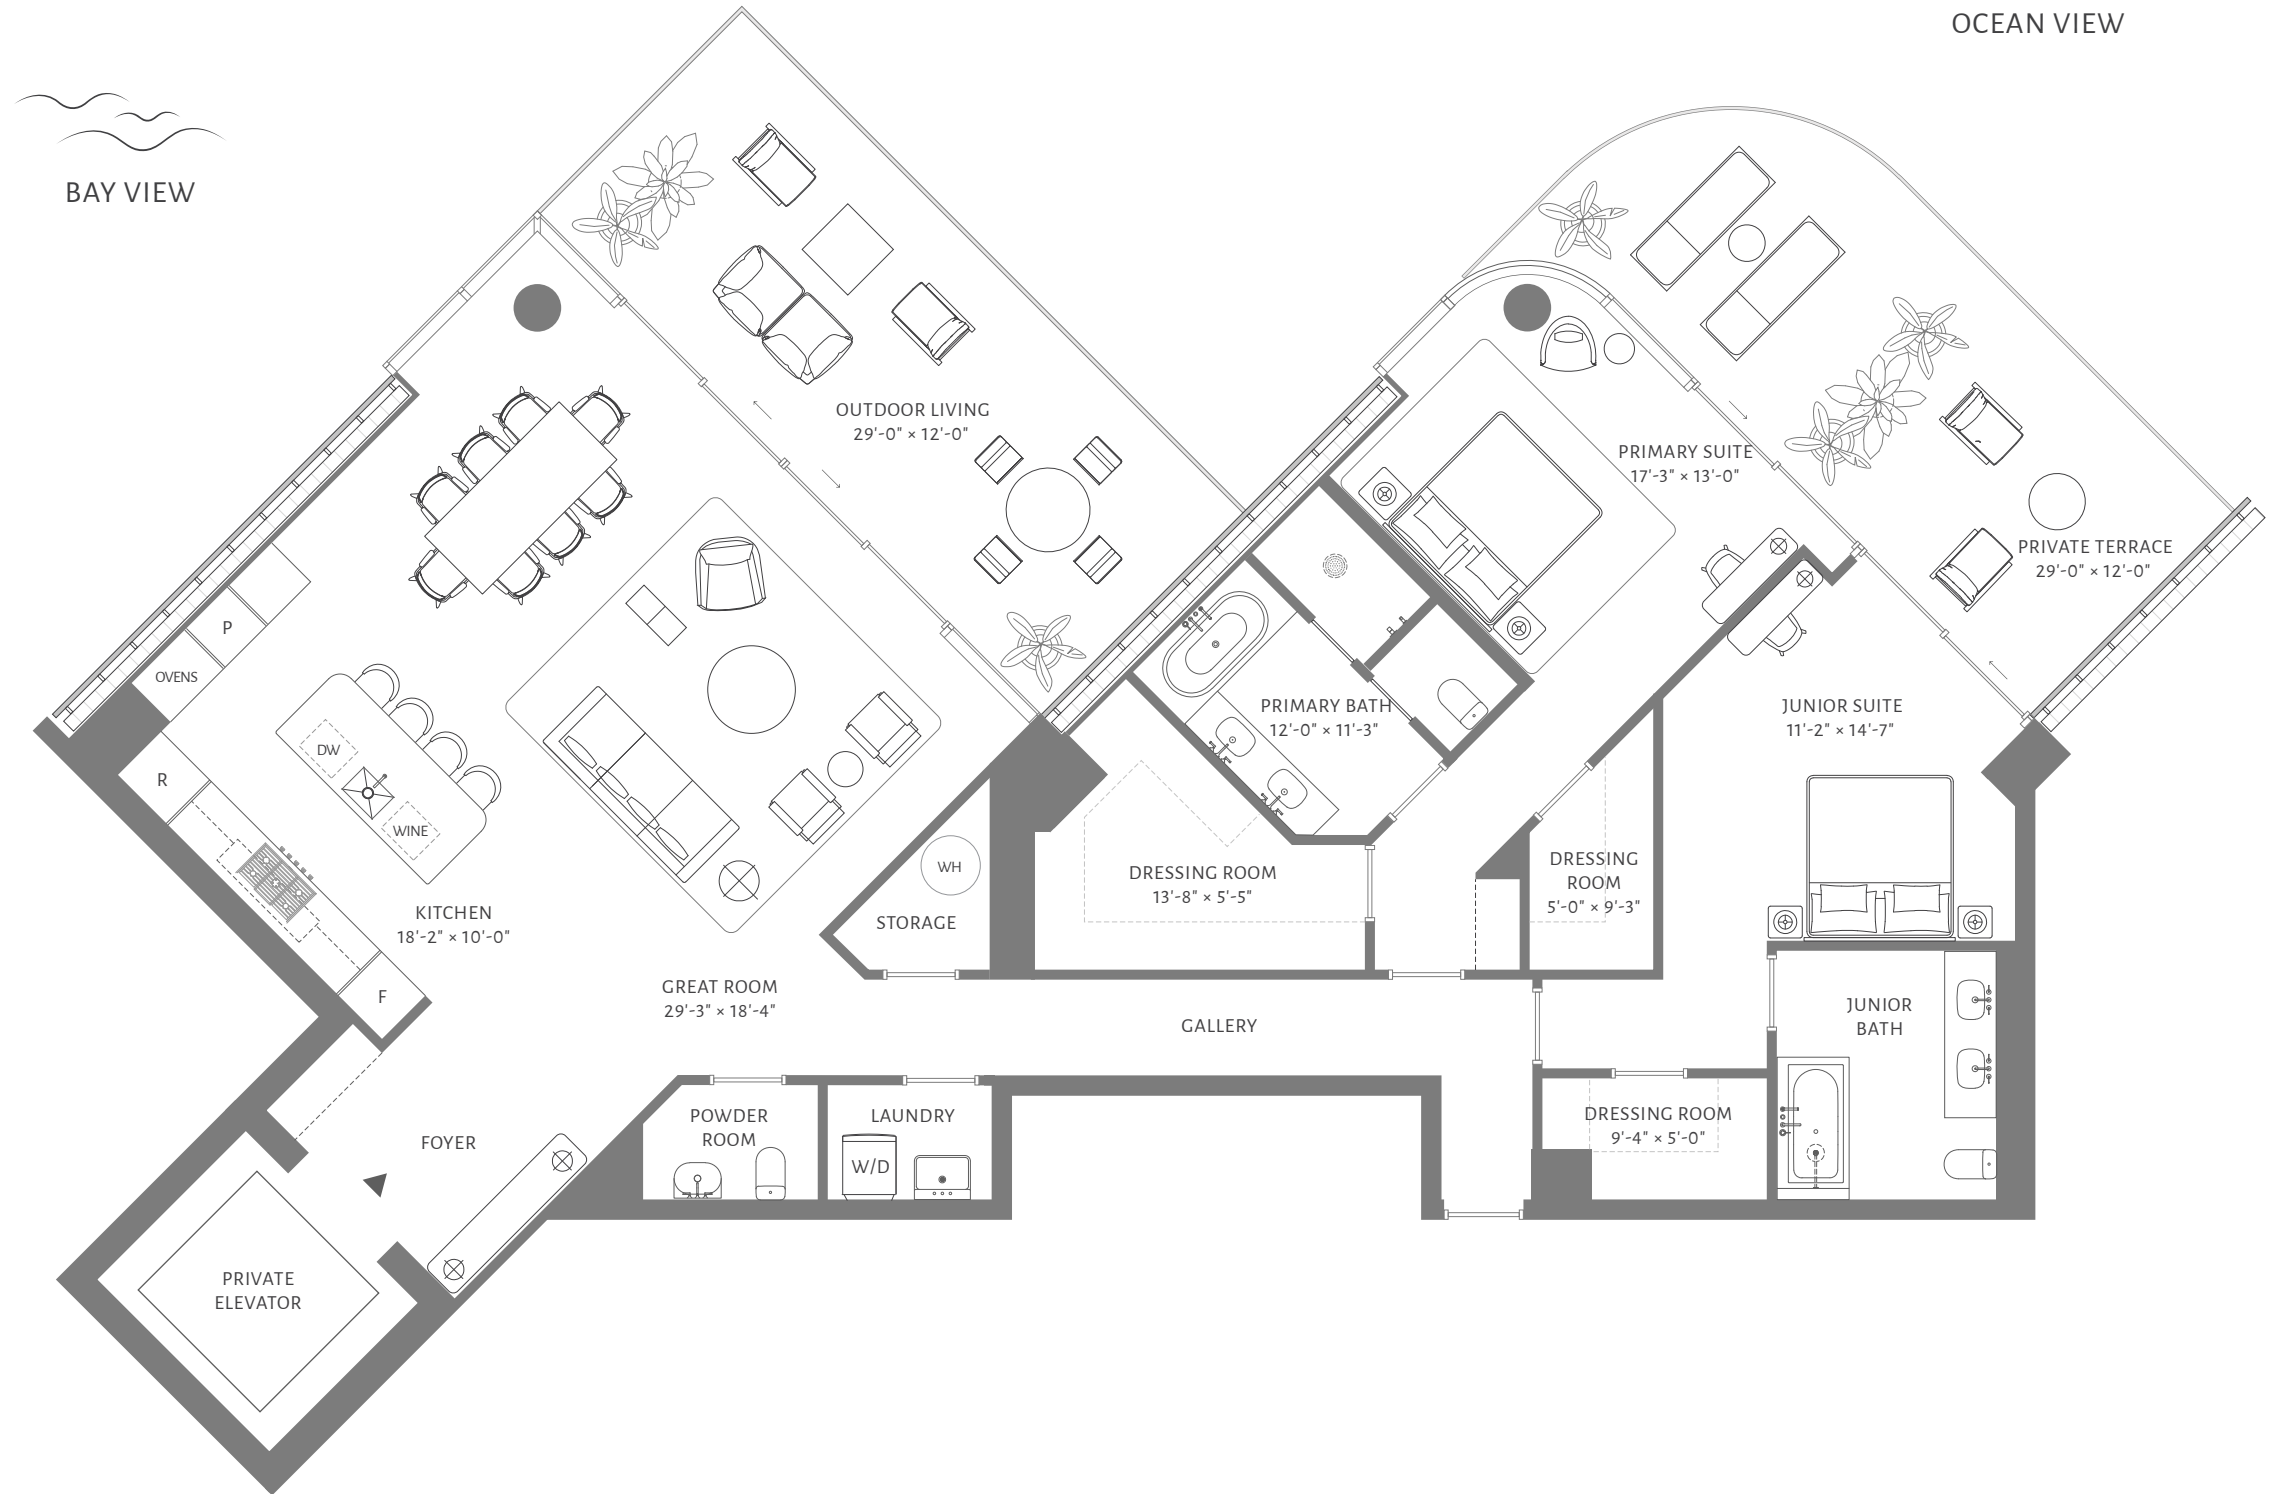 OCEAN VIEW
BAY VIEW
OUTDOOR LIVING
29'-0" × 12'-0"
PRIMARY SUITE
17'-3" × 13'-0"
PRIVATE TERRACE
29'-0" × 12'-0"
P
OVENS
R
DW
WINE
PRIMARY BATH
12'-0" × 11'-3"
JUNIOR SUITE
11'-2" × 14'-7"
WH
STORAGE
DRESSING ROOM
13'-8" × 5'-5"
DRESSING
ROOM
5'-0" × 9'-3"
KITCHEN
18'-2" × 10'-0"
F
GREAT ROOM
29'-3" × 18'-4"
GALLERY
JUNIOR
BATH
FOYER
POWDER
ROOM
LAUNDRY
W/D
DRESSING ROOM
9'-4" × 5'-0"
PRIVATE
ELEVATOR